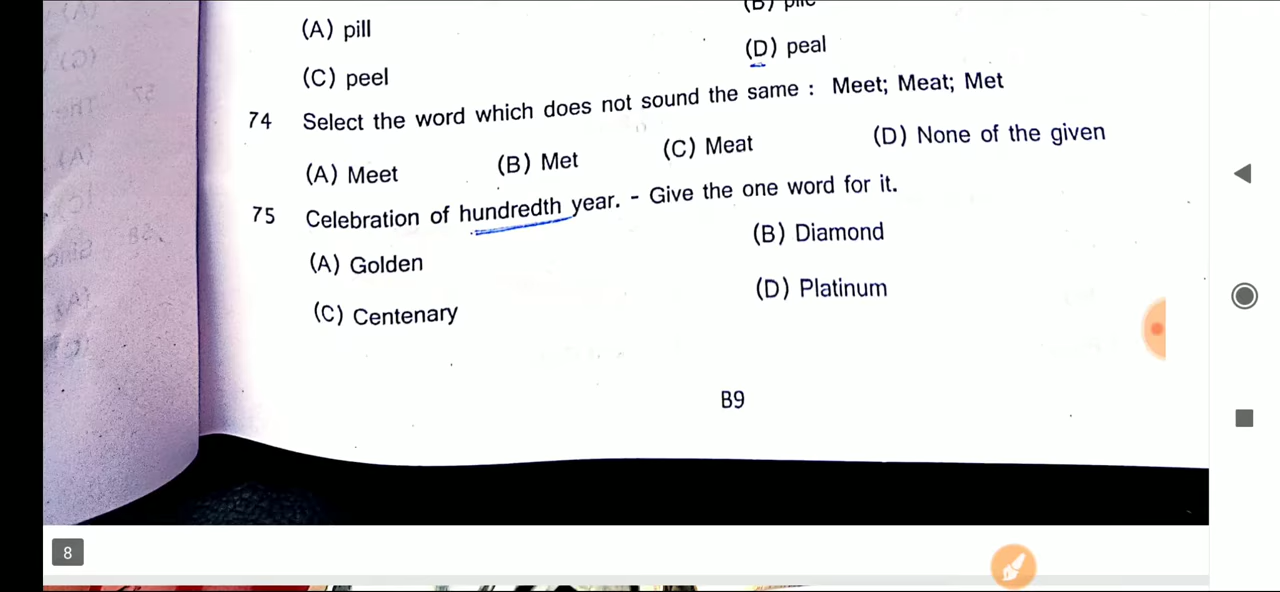 (A) pill
(C) peel
(D) peal
74 Select the word which does not sound the same : Meet; Meat; Met
(A) Meet (B) Met (C) Meat (D) None of the given
75 Celebration of hundredth year. - Give the one word for it.
(A) Golden (B) Diamond
(C) Centenary (D) Platinum
B9
8